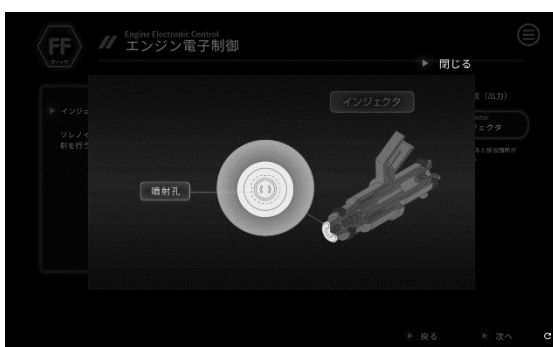 FF
Engine Electronic Control
エンジン電子制御
閉じる
インジェクタ
噴射孔
インジェ
ソレノイ
射を行う
(出力)
ェクタ
戻る
次へ